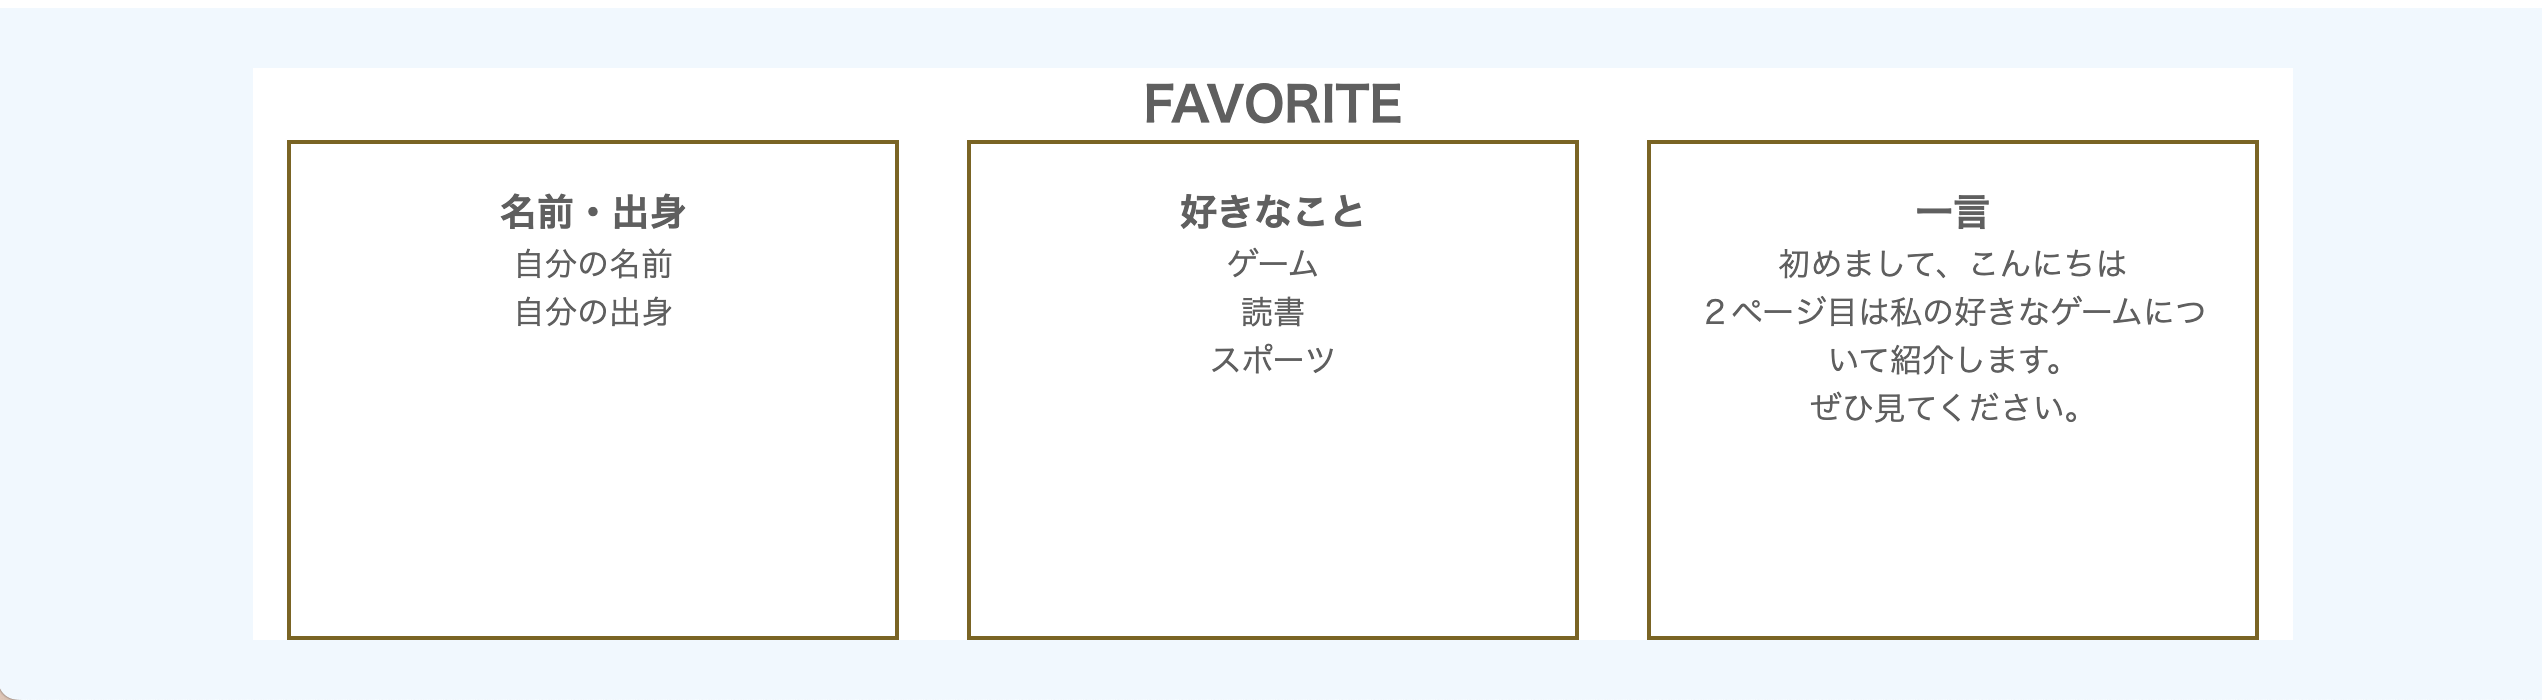 FAVORITE
名前・出身
自分の名前
自分の出身
好きなこと
ゲーム
読書
スポーツ
一言
初めまして、こんにちは
２ページ目は私の好きなゲームにつ
いて紹介します。
ぜひ見てください。